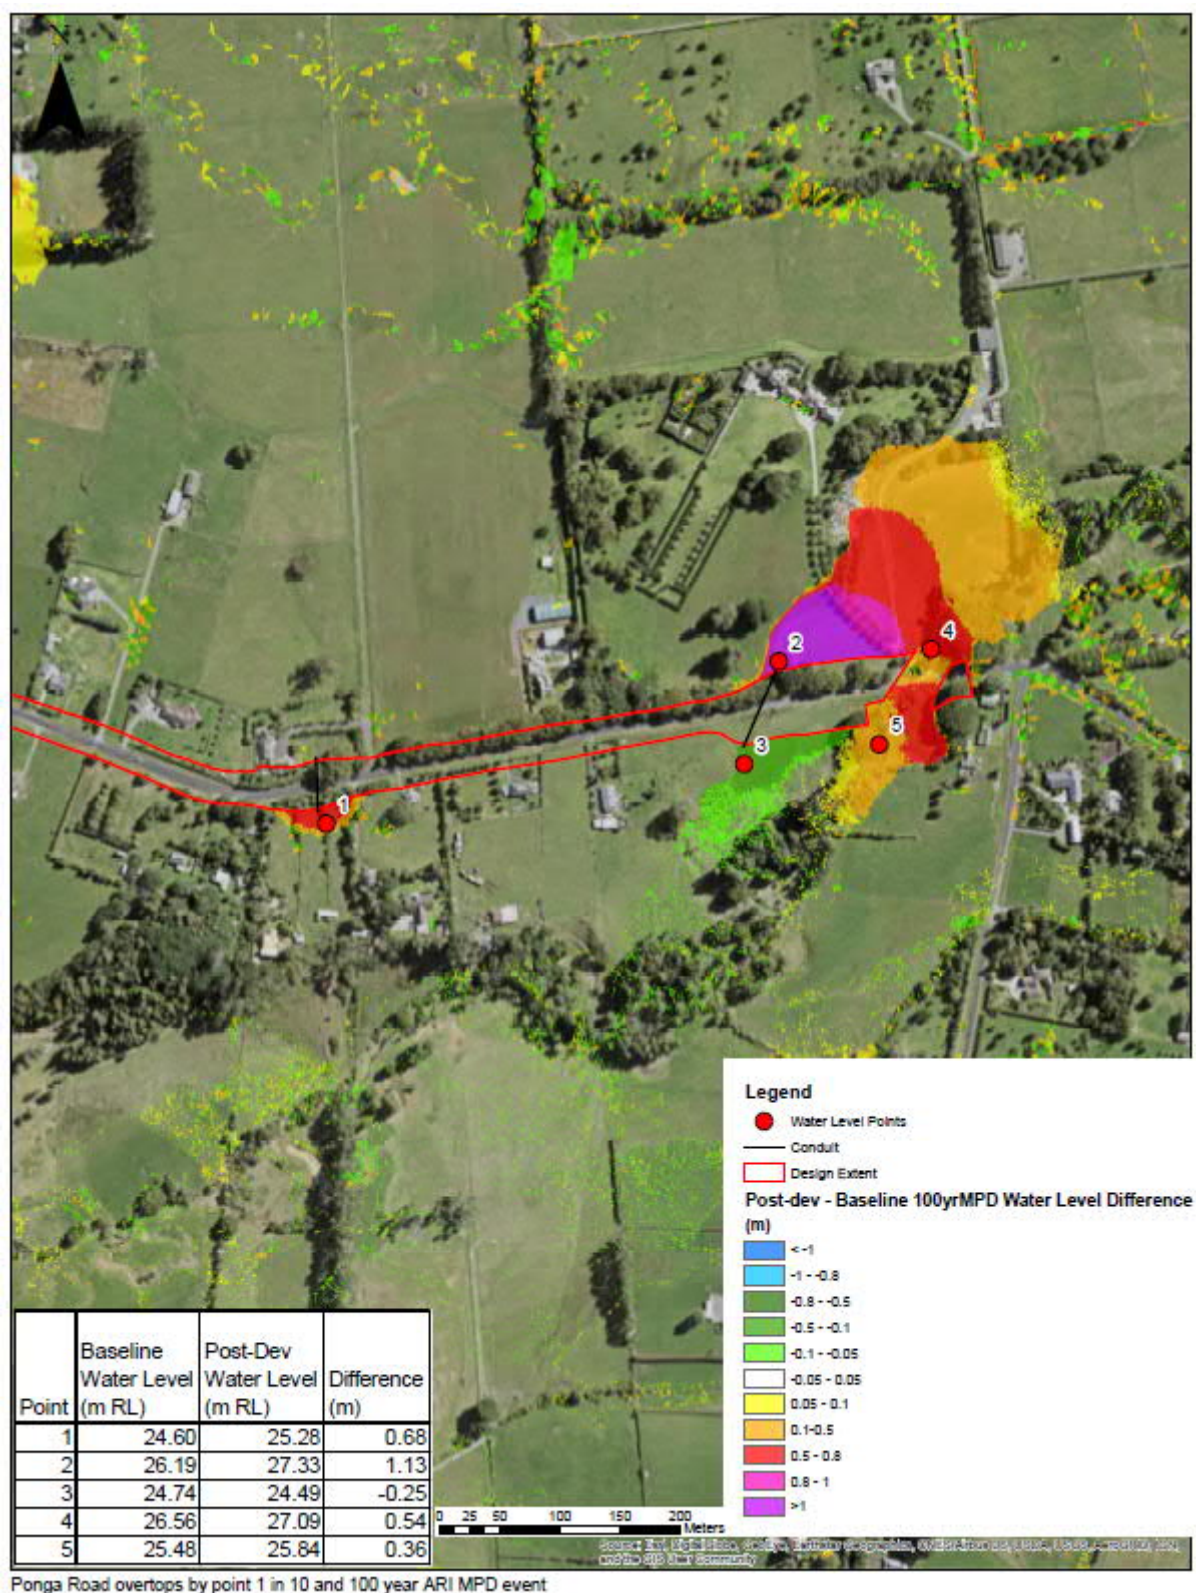 2
4
3
5
1
Legend
Water Level Points
Conduit
Design Extent
Post-dev - Baseline 100yrMPD Water Level Difference
(m)
< -1
-1 - -0.8
-0.8 - -0.5
-0.5 - -0.1
-0.1 - -0.05
-0.05 - 0.05
0.05 - 0.1
0.1-0.5
0.5 - 0.8
0.8 - 1
>1
Point Baseline Water Level (m RL) Post-Dev Water Level (m RL) Difference (m)
1 24.60 25.28 0.68
2 26.19 27.33 1.13
3 24.74 24.49 -0.25
4 26.56 27.09 0.54
5 25.48 25.84 0.36
0 25 50 100 150 200
Meters
and the GIS User Community
Ponga Road overtops by point 1 in 10 and 100 year ARI MPD event